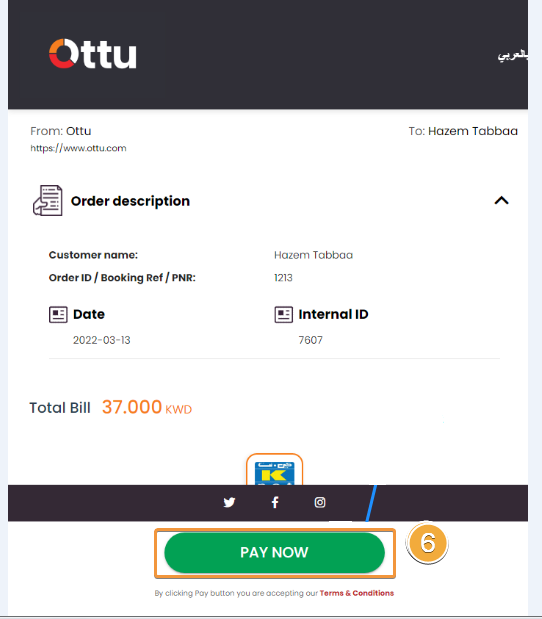 Ottu
بالعربي
From: Ottu
To: Hazem Tabbaa
https://www.ottu.com
Order description
Customer name:
Hazem Tabbaa
Order ID / Booking Ref / PNR:
1213
Date
Internal ID
2022-03-13
7607
Total Bill 37.000 KWD
PAY NOW
6
By clicking Pay button you are accepting our Terms & Conditions